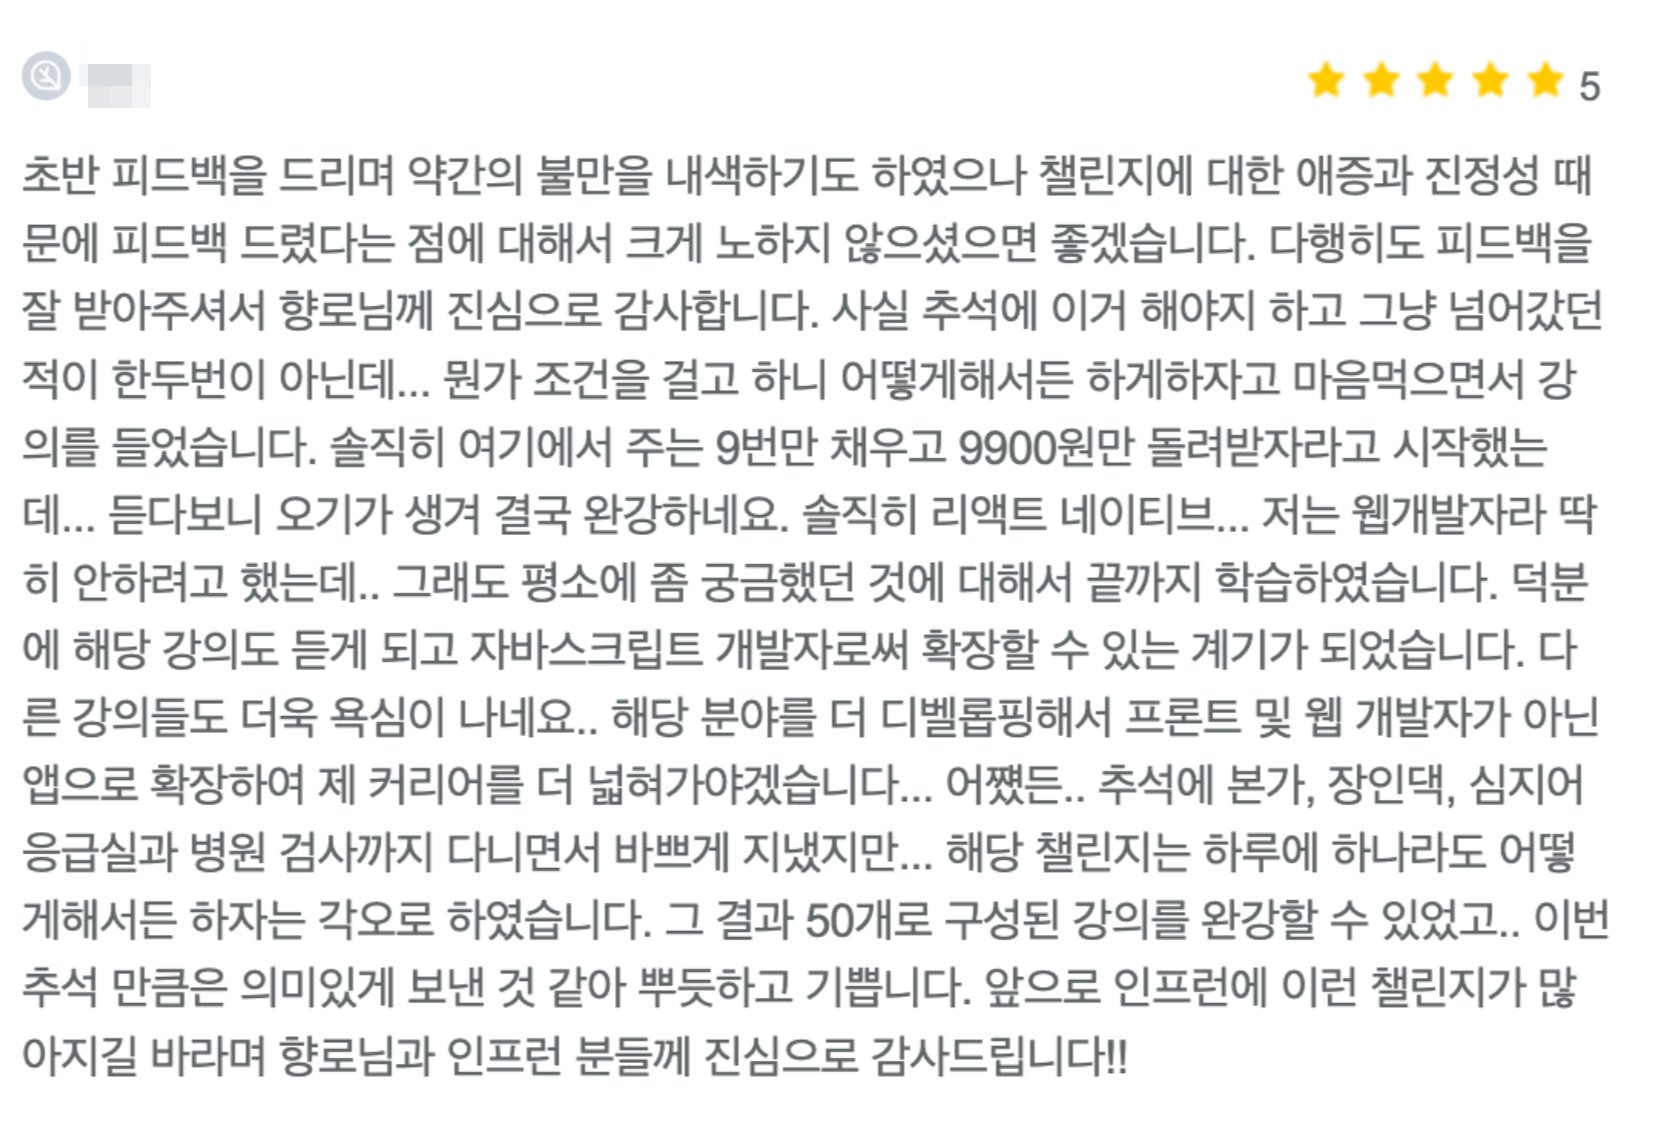 5
초반 피드백을 드리며 약간의 불만을 내색하기도 하였으나 챌린지에 대한 애증과 진정성 때
문에 피드백 드렸다는 점에 대해서 크게 노하지 않으셨으면 좋겠습니다. 다행히도 피드백을
잘 받아주셔서 향로님께 진심으로 감사합니다. 사실 추석에 이거 해야지 하고 그냥 넘어갔던
적이 한두번이 아닌데... 뭔가 조건을 걸고 하니 어떻게해서든 하게하자고 마음먹으면서 강
의를 들었습니다. 솔직히 여기에서 주는 9번만 채우고 9900원만 돌려받자라고 시작했는
데... 듣다보니 오기가 생겨 결국 완강하네요. 솔직히 리액트 네이티브... 저는 웹개발자라 딱
히 안하려고 했는데.. 그래도 평소에 좀 궁금했던 것에 대해서 끝까지 학습하였습니다. 덕분
에 해당 강의도 듣게 되고 자바스크립트 개발자로써 확장할 수 있는 계기가 되었습니다. 다
른 강의들도 더욱 욕심이 나네요.. 해당 분야를 더 디벨롭핑해서 프론트 및 웹 개발자가 아닌
앱으로 확장하여 제 커리어를 더 넓혀가야겠습니다... 어쨌든.. 추석에 본가, 장인댁, 심지어
응급실과 병원 검사까지 다니면서 바쁘게 지냈지만... 해당 챌린지는 하루에 하나라도 어떻
게해서든 하자는 각오로 하였습니다. 그 결과 50개로 구성된 강의를 완강할 수 있었고.. 이번
추석 만큼은 의미있게 보낸 것 같아 뿌듯하고 기쁩니다. 앞으로 인프런에 이런 챌린지가 많
아지길 바라며 향로님과 인프런 분들께 진심으로 감사드립니다!!